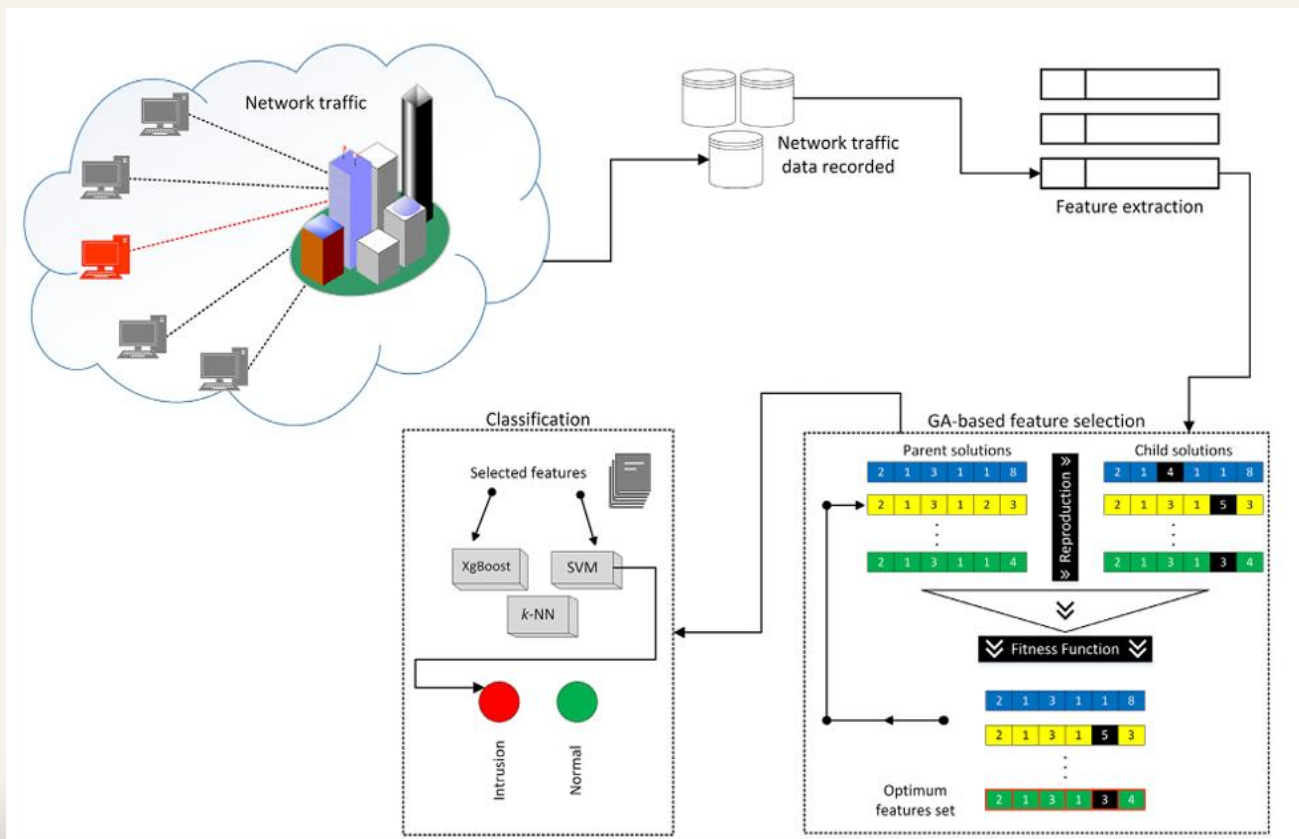 Network traffic
Network traffic
data recorded
Feature extraction
Classification
Selected features
XgBoost
SVM
k-NN
Intrusion
Normal
GA-based feature selection
Parent solutions
Child solutions
2 1 3 1 1 8
2 1 4 1 1 8
2 1 3 1 2 3
2 1 3 1 5 3
2 1 3 1 1 4
2 1 3 1 3 4
Reproduction
Fitness Function
2 1 3 1 1 8
2 1 3 1 5 3
Optimum
features set
2 1 3 1 3 4